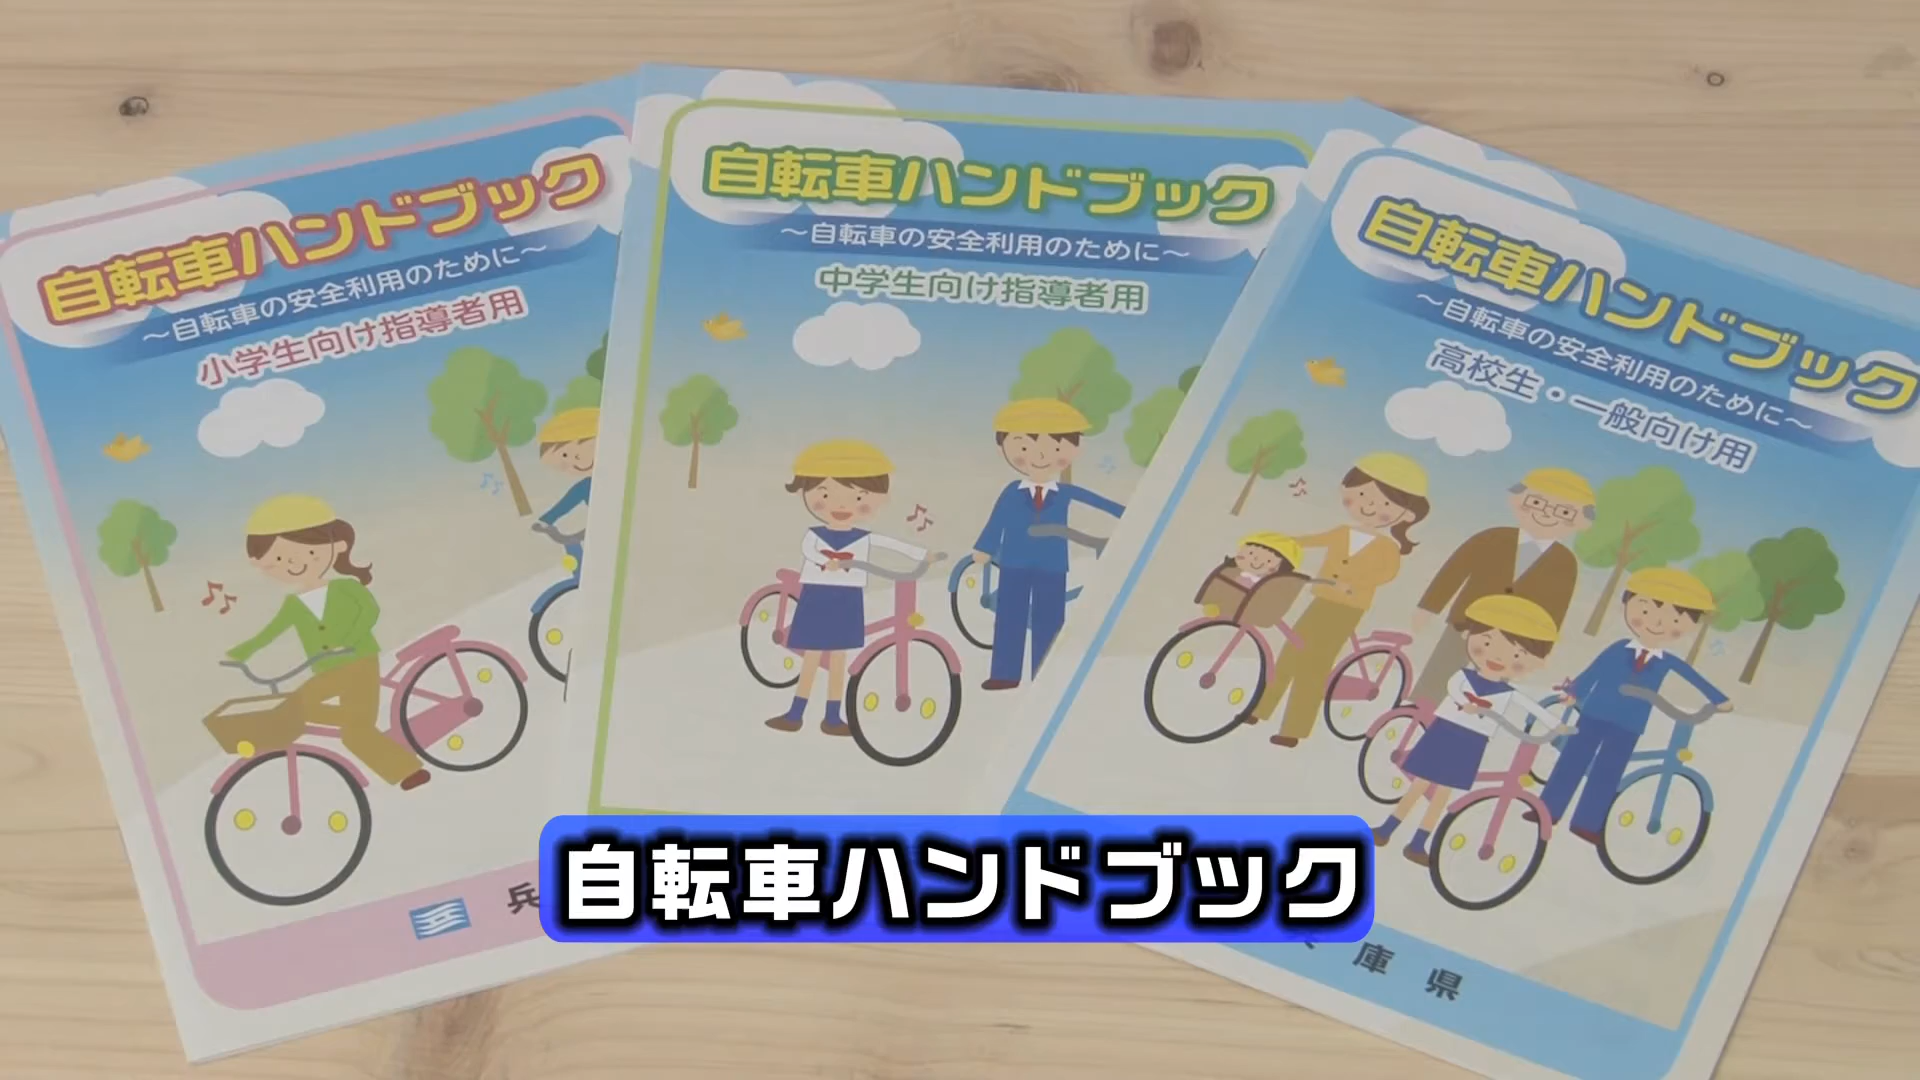 自転車ハンドブック
～自転車の安全利用のために～
小学生向け指導者用
兵
自転車ハンドブック
～自転車の安全利用のために～
中学生向け指導者用
自転車ハンドブック
～自転車の安全利用のために～
高校生・一般向け用
兵庫県
自転車ハンドブック